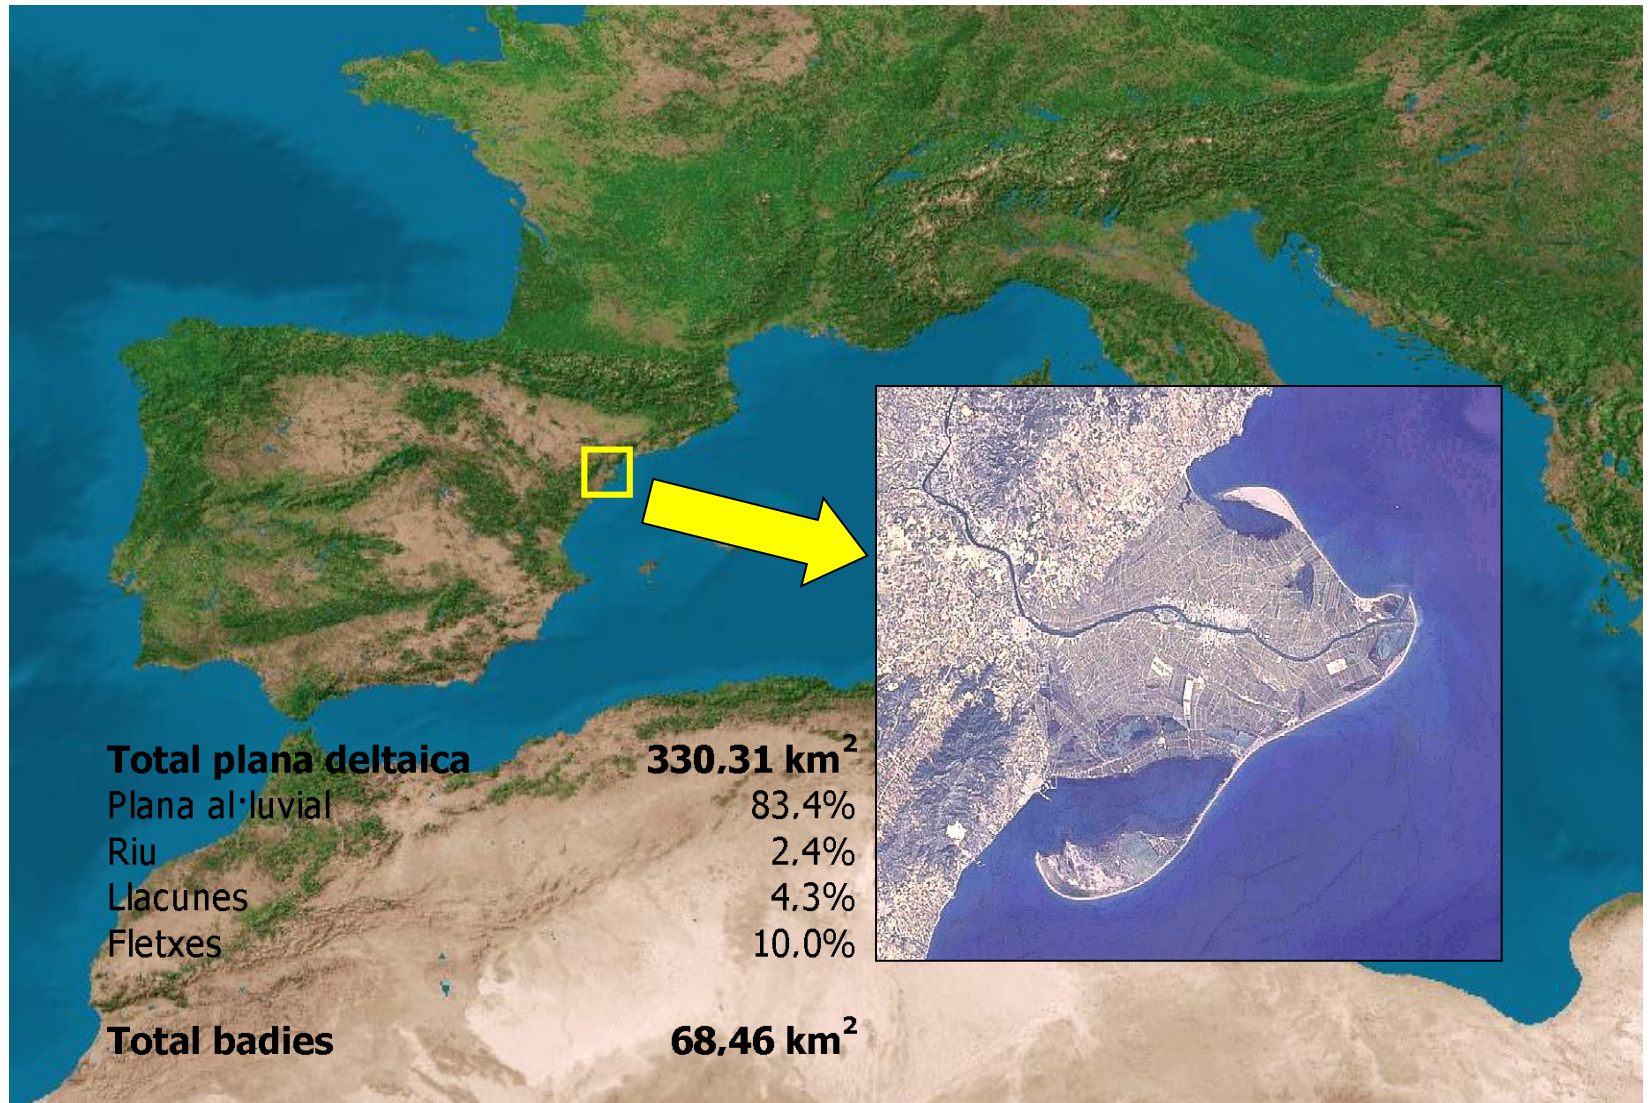 Total plana deltaica 330,31 km²
Plana al·luvial 83,4%
Riu 2,4%
Llacunes 4,3%
Fletxes 10,0%
Total badies 68,46 km²